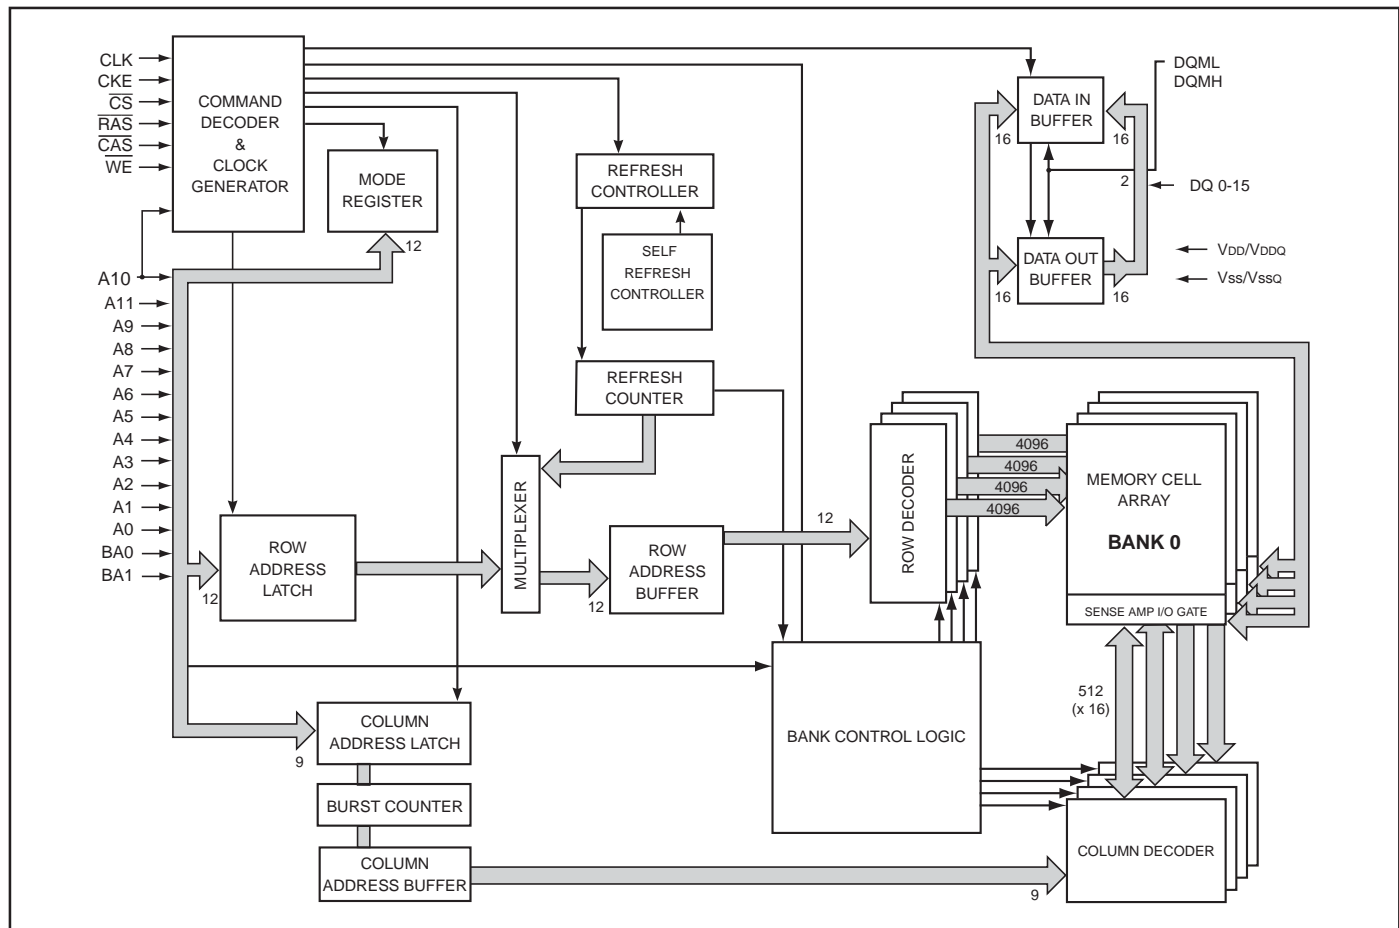 CLK
CKE
CS
RAS
CAS
WE
A10
A11
A9
A8
A7
A6
A5
A4
A3
A2
A1
A0
BA0
BA1
COMMAND
DECODER
&
CLOCK
GENERATOR
MODE
REGISTER
12
REFRESH
CONTROLLER
SELF
REFRESH
CONTROLLER
REFRESH
COUNTER
DATA IN
BUFFER
16
16
DQML
DQMH
2
DQ 0-15
DATA OUT
BUFFER
16
16
VDD/VDDQ
Vss/VssQ
ROW
ADDRESS
LATCH
12
MULTIPLEXER
12
ROW
ADDRESS
BUFFER
12
ROW DECODER
4096
4096
4096
4096
MEMORY CELL
ARRAY
BANK 0
SENSE AMP I/O GATE
512
(x 16)
BANK CONTROL LOGIC
COLUMN
ADDRESS LATCH
9
BURST COUNTER
COLUMN
ADDRESS BUFFER
9
COLUMN DECODER